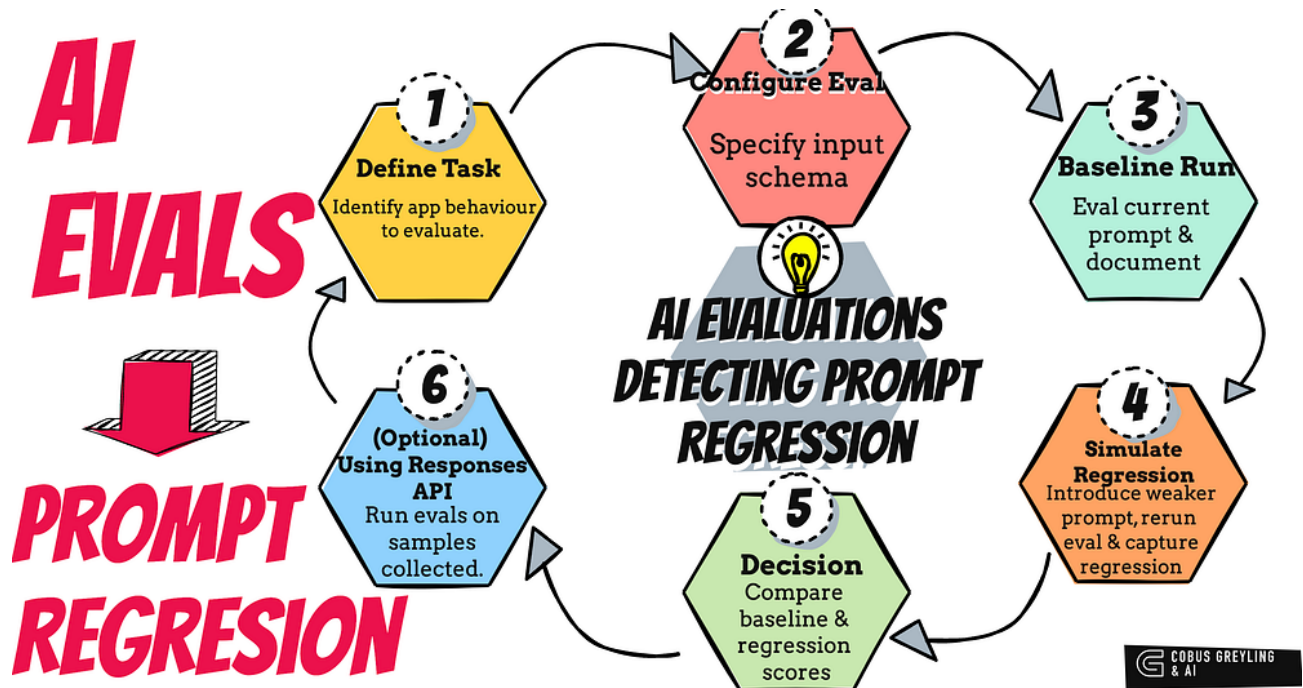 AI
EVALS
PROMPT
REGRESION
1
Define Task
Identify app behaviour
to evaluate.
2
Configure Eval
Specify input
schema
3
Baseline Run
Eval current
prompt &
document
4
Simulate
Regression
Introduce weaker
prompt, rerun
eval & capture
regression
5
Decision
Compare
baseline &
regression
scores
6
(Optional)
Using Responses
API
Run evals on
samples
collected.
AI EVALUATIONS
DETECTING PROMPT
REGRESSION
COBUS GREYLING
& AI